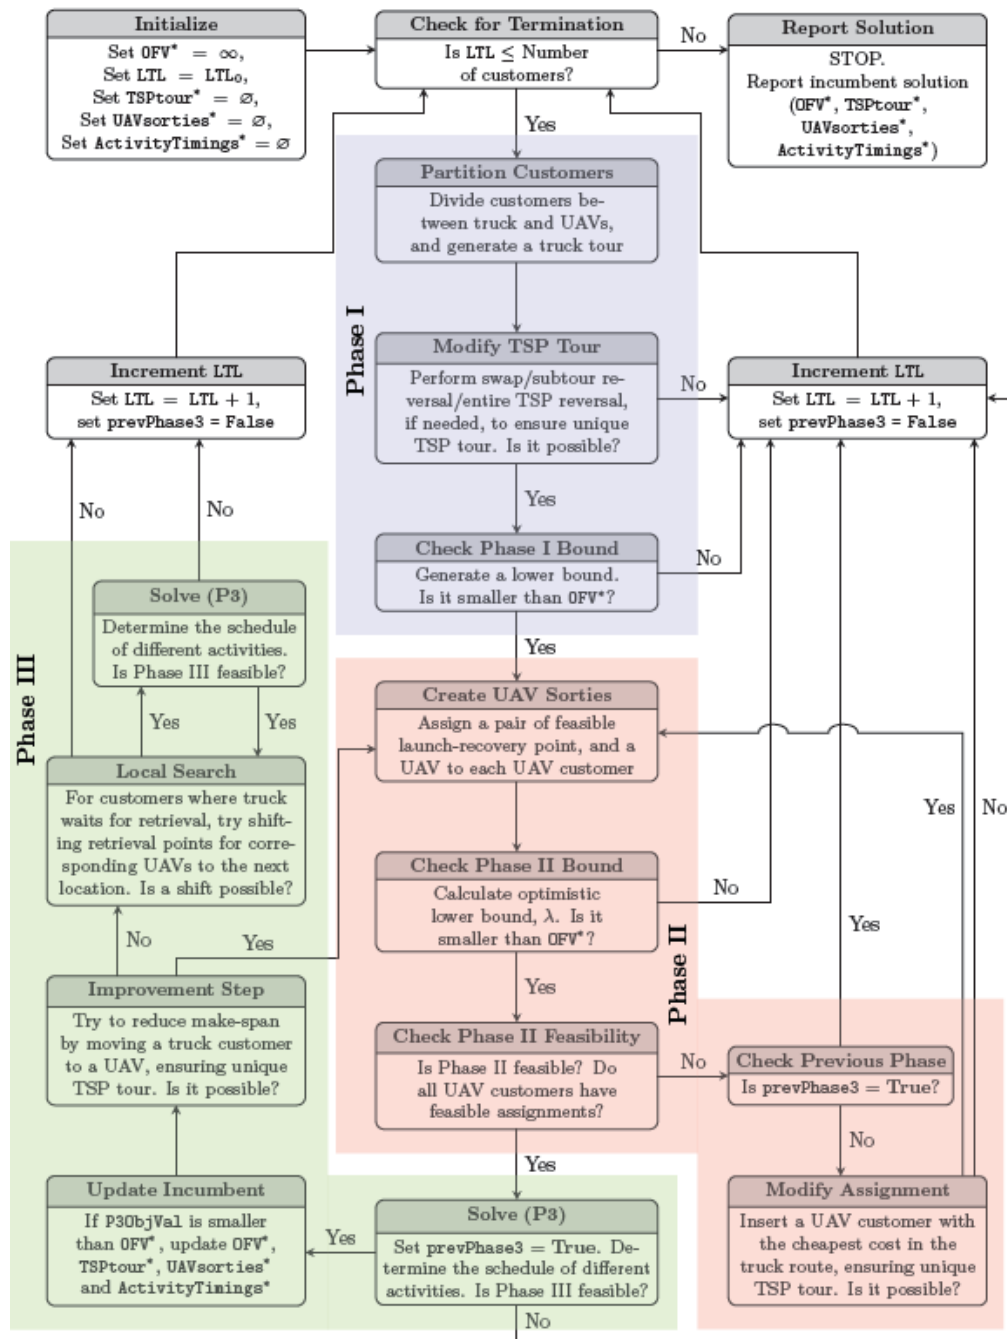 Initialize
Set OFV* = ∞,
Set LTL = LTL₀,
Set TSPtour* = ∅,
Set UAVsorties* = ∅,
Set ActivityTimings* = ∅
Check for Termination
Is LTL ≤ Number
of customers?
No
Report Solution
STOP.
Report incumbent solution
(OFV*, TSPtour*,
UAVsorties*,
ActivityTimings*)
Yes
Phase I
Partition Customers
Divide customers be-
tween truck and UAVs,
and generate a truck tour
Modify TSP Tour
Perform swap/subtour re-
versal/entire TSP reversal,
if needed, to ensure unique
TSP tour. Is it possible?
No
Increment LTL
Set LTL = LTL + 1,
set prevPhase3 = False
Increment LTL
Set LTL = LTL + 1,
set prevPhase3 = False
Yes
No
No
Check Phase I Bound
Generate a lower bound.
Is it smaller than OFV*?
No
Yes
Phase III
Solve (P3)
Determine the schedule
of different activities.
Is Phase III feasible?
Yes
Yes
Local Search
For customers where truck
waits for retrieval, try shift-
ing retrieval points for corre-
sponding UAVs to the next
location. Is a shift possible?
No
Yes
Improvement Step
Try to reduce make-span
by moving a truck customer
to a UAV, ensuring unique
TSP tour. Is it possible?
Update Incumbent
If P3ObjVal is smaller
than OFV*, update OFV*,
TSPtour*, UAVsorties*
and ActivityTimings*
Create UAV Sorties
Assign a pair of feasible
launch-recovery point, and a
UAV to each UAV customer
Check Phase II Bound
Calculate optimistic
lower bound, λ. Is it
smaller than OFV*?
No
Yes
Phase II
Check Phase II Feasibility
Is Phase II feasible? Do
all UAV customers have
feasible assignments?
No
Yes
Check Previous Phase
Is prevPhase3 = True?
Yes
No
Modify Assignment
Insert a UAV customer with
the cheapest cost in the
truck route, ensuring unique
TSP tour. Is it possible?
Yes
No
Solve (P3)
Set prevPhase3 = True. De-
termine the schedule of different
activities. Is Phase III feasible?
Yes
No